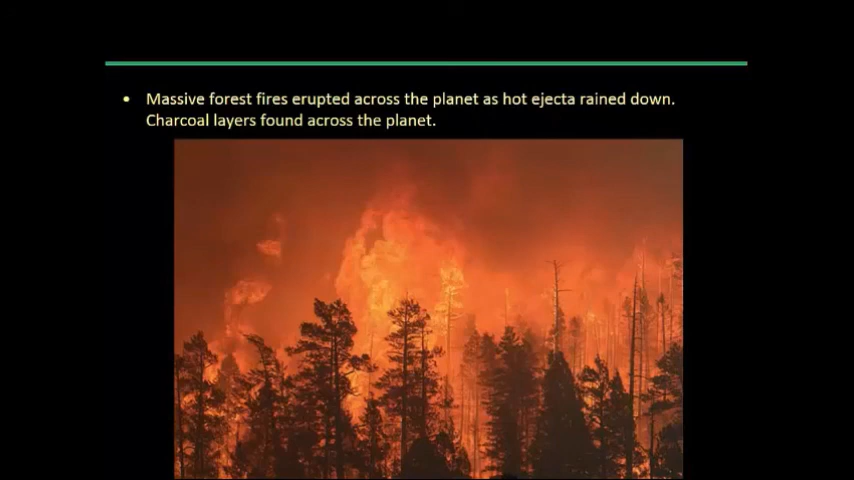 • Massive forest fires erupted across the planet as hot ejecta rained down.
Charcoal layers found across the planet.